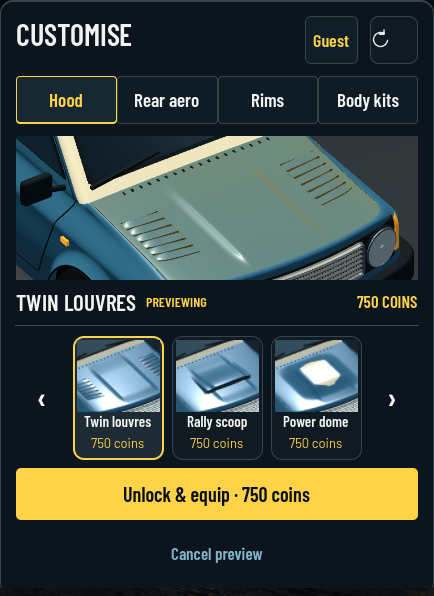 CUSTOMISE
Guest
Hood
Rear aero
Rims
Body kits
TWIN LOUVRES PREVIEWING 750 COINS
Twin louvres
750 coins
Rally scoop
750 coins
Power dome
750 coins
Unlock & equip · 750 coins
Cancel preview